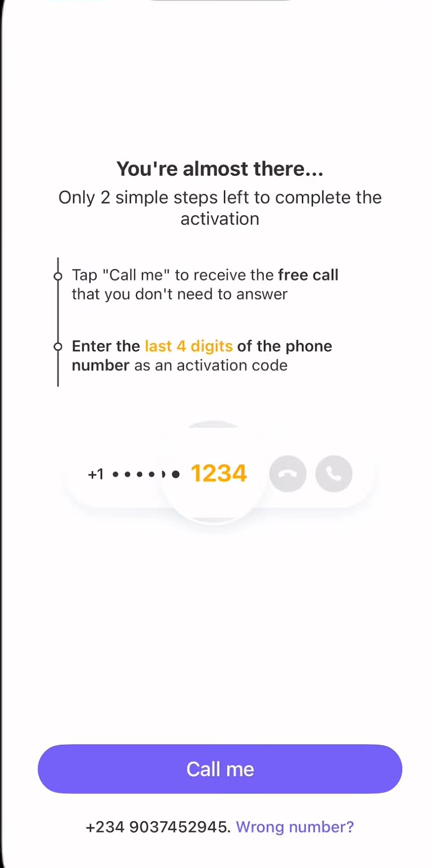 You're almost there...
Only 2 simple steps left to complete the
activation
Tap "Call me" to receive the free call
that you don't need to answer
Enter the last 4 digits of the phone
number as an activation code
+1 •••••• 1234
Call me
+234 9037452945. Wrong number?